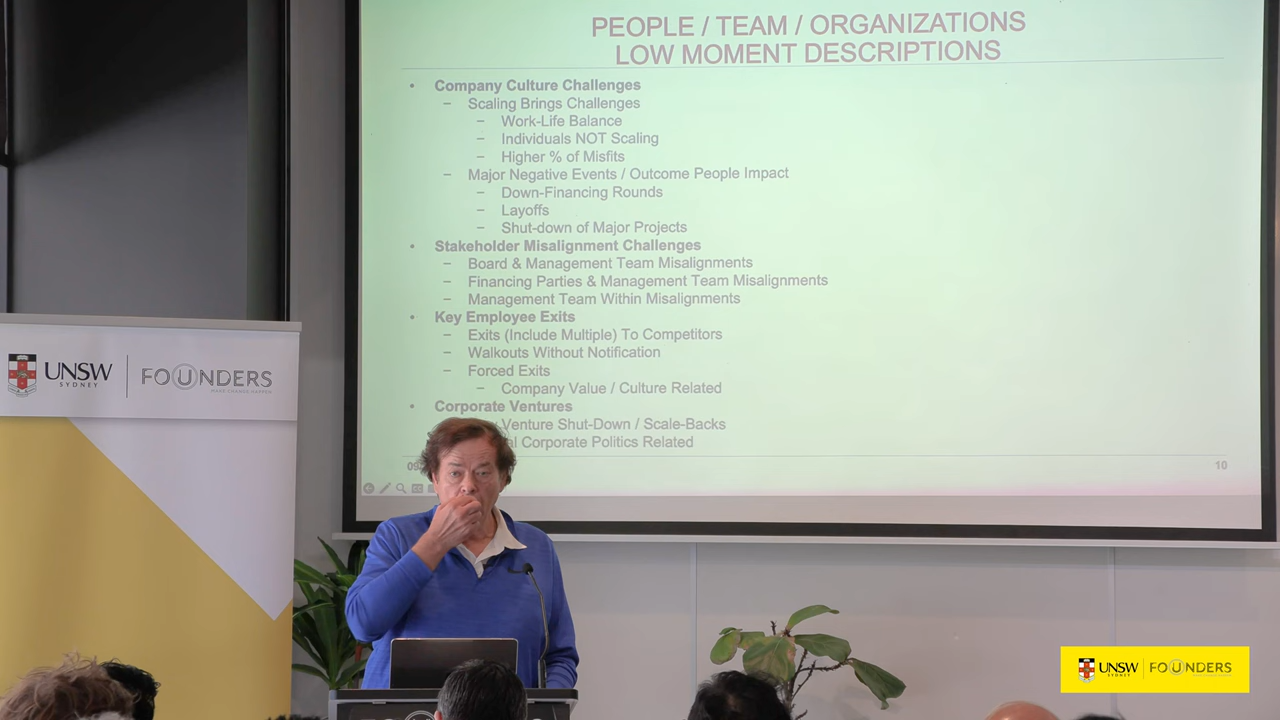 PEOPLE / TEAM / ORGANIZATIONS
LOW MOMENT DESCRIPTIONS
• Company Culture Challenges
– Scaling Brings Challenges
– Work-Life Balance
– Individuals NOT Scaling
– Higher % of Misfits
– Major Negative Events / Outcome People Impact
– Down-Financing Rounds
– Layoffs
– Shut-down of Major Projects
• Stakeholder Misalignment Challenges
– Board & Management Team Misalignments
– Financing Parties & Management Team Misalignments
– Management Team Within Misalignments
• Key Employee Exits
– Exits (Include Multiple) To Competitors
– Walkouts Without Notification
– Forced Exits
– Company Value / Culture Related
• Corporate Ventures
Venture Shut-Down / Scale-Backs
Corporate Politics Related
10
UNSW
SYDNEY
FOUNDERS
UNSW
SYDNEY
FOUNDERS